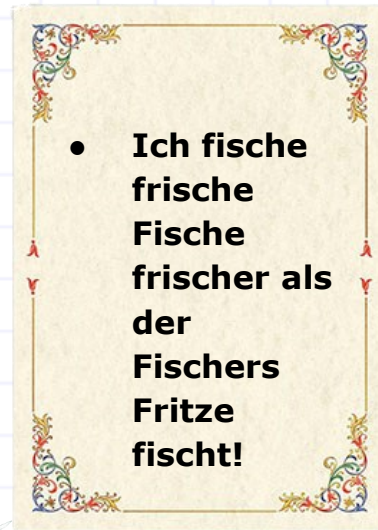 ● Ich fische
frische
Fische
frischer als
der
Fischers
Fritze
fischt!